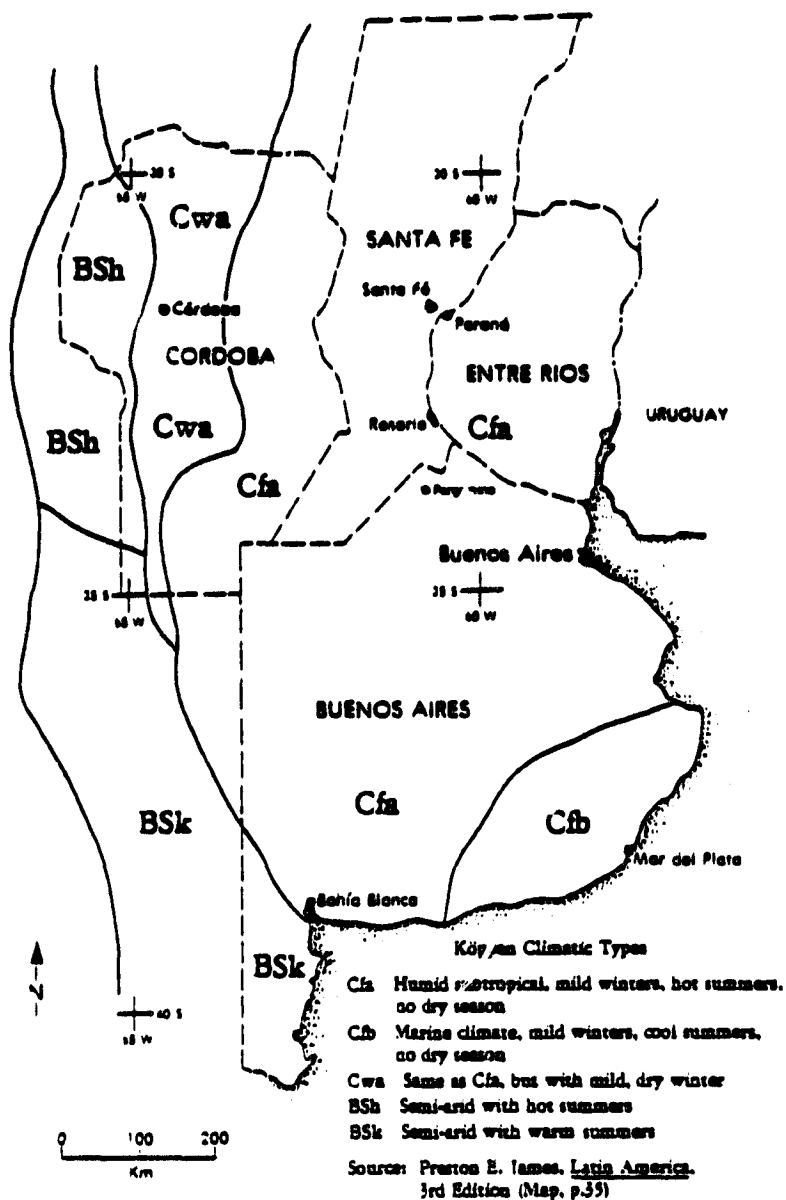 30 S
65 W
30 S
60 W
Cwa
SANTA FE
BSh
Santa Fé
Córdoba
Paraná
CORDOBA
ENTRE RIOS
Cwa
Rosario
Cfa
URUGUAY
BSh
Cfa
Buenos Aires
35 S
65 W
35 S
60 W
BUENOS AIRES
Cfa
BSk
Cfb
Mar del Plata
Bahía Blanca
BSk
Climatic Types
Cfa Humid subtropical, mild winters, hot summers,
no dry season
Cfb Marine climate, mild winters, cool summers,
no dry season
Cwa Same as Cfa, but with mild, dry winter
BSh Semi-arid with hot summers
BSk Semi-arid with warm summers
40 S
65 W
0 100 200
Km
Source: Preston E. James, Latin America,
3rd Edition (Map, p.35)